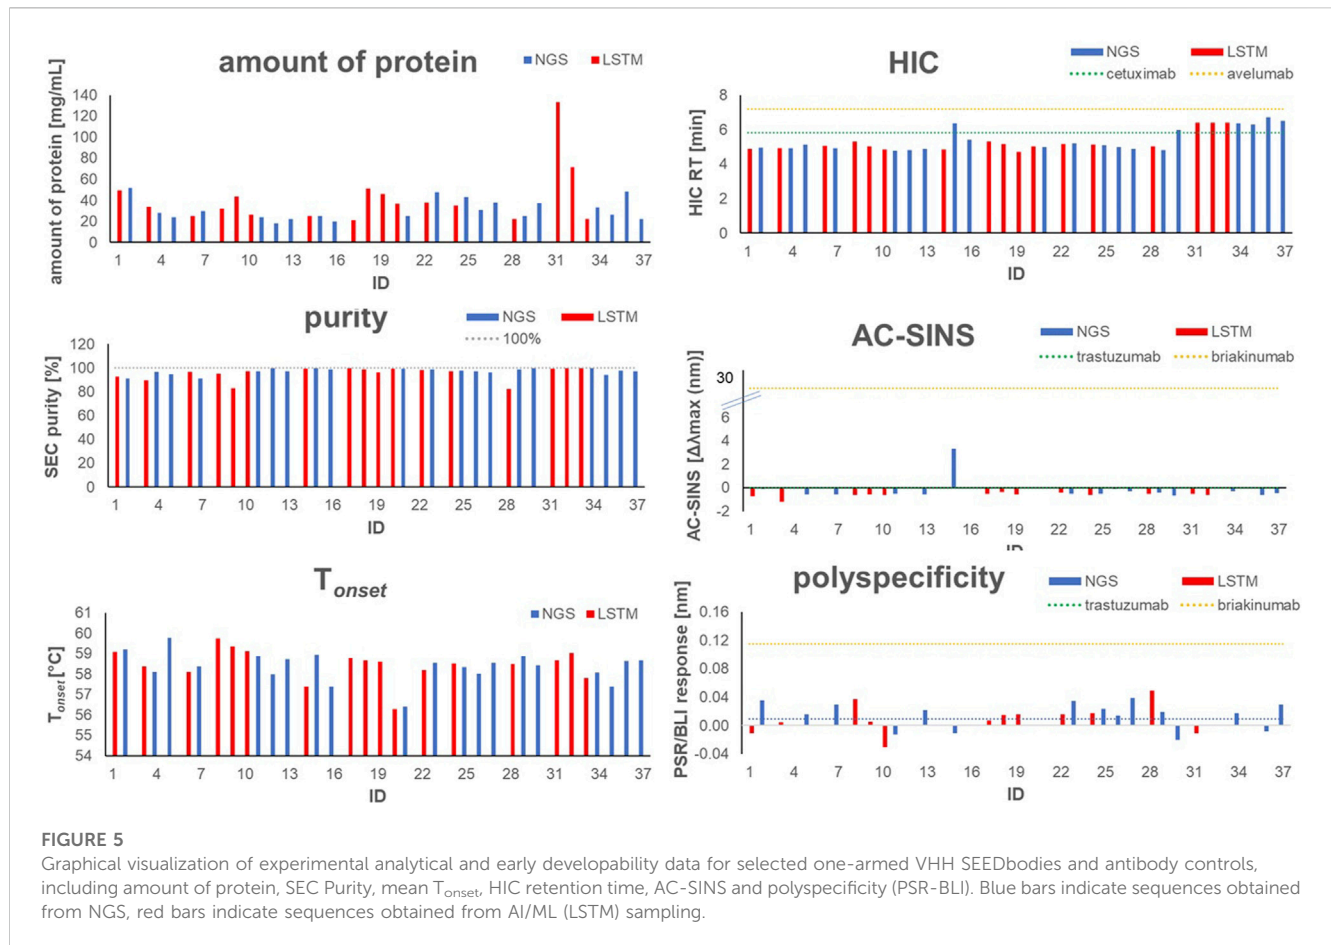 amount of protein
NGS LSTM
amount of protein [mg/mL]
140
120
100
80
60
40
20
0
1 4 7 10 13 16 19 22 25 28 31 34 37
ID
HIC
NGS LSTM
cetuximab avelumab
HIC RT [min]
8
6
4
2
0
1 4 7 10 13 16 19 22 25 28 31 34 37
ID
purity
NGS LSTM
100%
SEC purity [%]
120
100
80
60
40
20
0
1 4 7 10 13 16 19 22 25 28 31 34 37
ID
AC-SINS
NGS LSTM
trastuzumab briakinumab
AC-SINS [Δλmax (nm)]
30
6
4
2
0
-2
1 4 7 10 13 16 19 22 25 28 31 34 37
ID
Tonset
NGS LSTM
Tonset [°C]
61
60
59
58
57
56
55
54
1 4 7 10 13 16 19 22 25 28 31 34 37
ID
polyspecificity
NGS LSTM
trastuzumab briakinumab
PSR/BLI response [nm]
0.16
0.12
0.08
0.04
0.00
-0.04
1 4 7 10 13 16 19 22 25 28 31 34 37
ID
FIGURE 5
Graphical visualization of experimental analytical and early developability data for selected one-armed VHH SEEDbodies and antibody controls,
including amount of protein, SEC Purity, mean Tonset, HIC retention time, AC-SINS and polyspecificity (PSR-BLI). Blue bars indicate sequences obtained
from NGS, red bars indicate sequences obtained from AI/ML (LSTM) sampling.